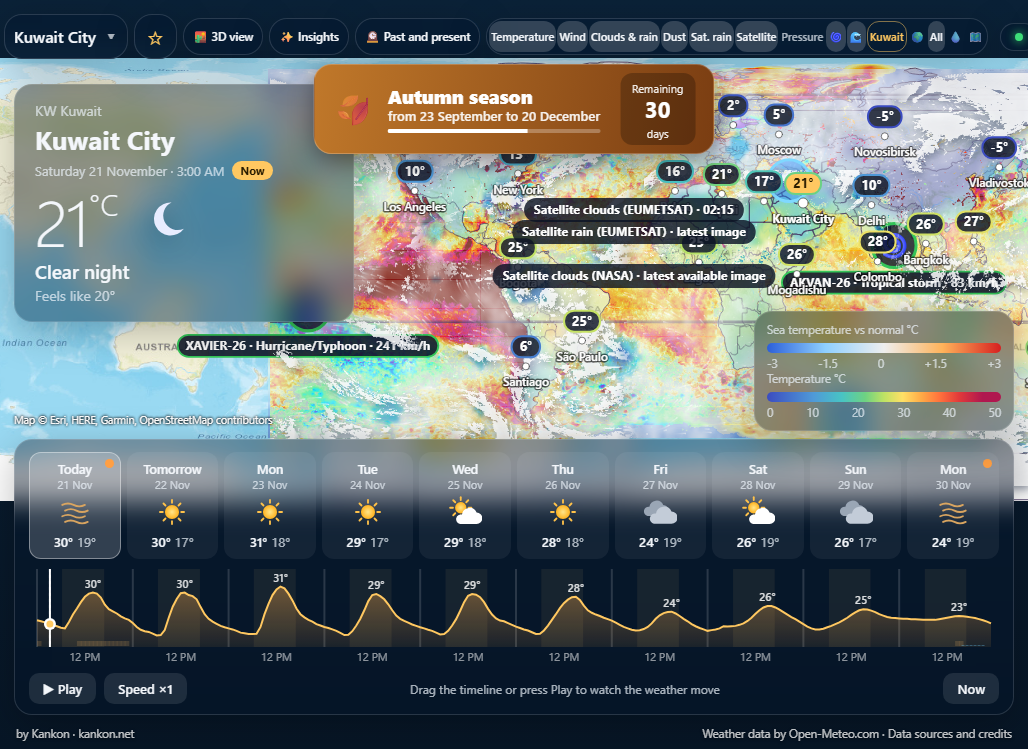 Kuwait City
3D view
Insights
Past and present
Temperature
Wind
Clouds & rain
Dust
Sat. rain
Satellite
Pressure
Kuwait
All
KW Kuwait
Kuwait City
Saturday 21 November · 3:00 AM
Now
21°C
Clear night
Feels like 20°
Autumn season
from 23 September to 20 December
Remaining
30
days
2°
5°
Moscow
-5°
Novosibirsk
-5°
Vladivostok
10°
Los Angeles
New York
16°
21°
17°
21°
Kuwait City
10°
Delhi
Satellite clouds (EUMETSAT) · 02:15
Satellite rain (EUMETSAT) · latest image
25°
Satellite clouds (NASA) · latest available image
26°
Mogadishu
28°
Colombo
26°
Bangkok
27°
AKVAN-26 · Tropical storm · 83 km/h
25°
São Paulo
6°
Santiago
Indian Ocean
AUSTRA
XAVIER-26 · Hurricane/Typhoon · 241 km/h
Map © Esri, HERE, Garmin, OpenStreetMap contributors
Pacific Ocean
Sea temperature vs normal °C
-3 -1.5 0 +1.5 +3
Temperature °C
0 10 20 30 40 50
Today
21 Nov
30° 19°
Tomorrow
22 Nov
30° 17°
Mon
23 Nov
31° 18°
Tue
24 Nov
29° 17°
Wed
25 Nov
29° 18°
Thu
26 Nov
28° 18°
Fri
27 Nov
24° 19°
Sat
28 Nov
26° 19°
Sun
29 Nov
26° 17°
Mon
30 Nov
24° 19°
30° 30° 31° 29° 29° 28° 24° 26° 25° 23°
12 PM 12 PM 12 PM 12 PM 12 PM 12 PM 12 PM 12 PM 12 PM 12 PM
Play
Speed ×1
Drag the timeline or press Play to watch the weather move
Now
by Kankon · kankon.net
Weather data by Open-Meteo.com · Data sources and credits